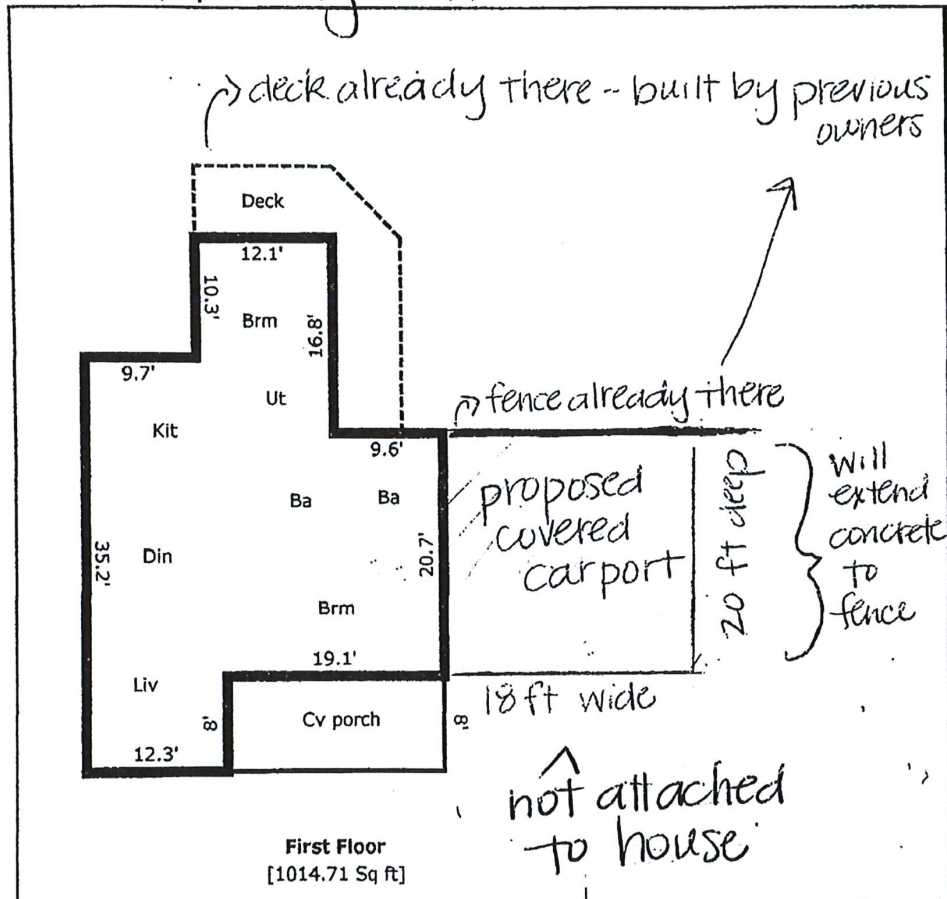 deck already there -- built by previous
owners
Deck
12.1'
10.3'
Brm
16.8'
9.7'
fence already there
Ut
Kit
9.6'
Ba
Ba
proposed
covered
carport
20 ft deep
will
extend
concrete
to
fence
35.2'
Din
20.7'
Brm
19.1'
Liv
8'
Cv porch
8'
18 ft wide
12.3'
not attached
to house
First Floor
[1014.71 Sq ft]